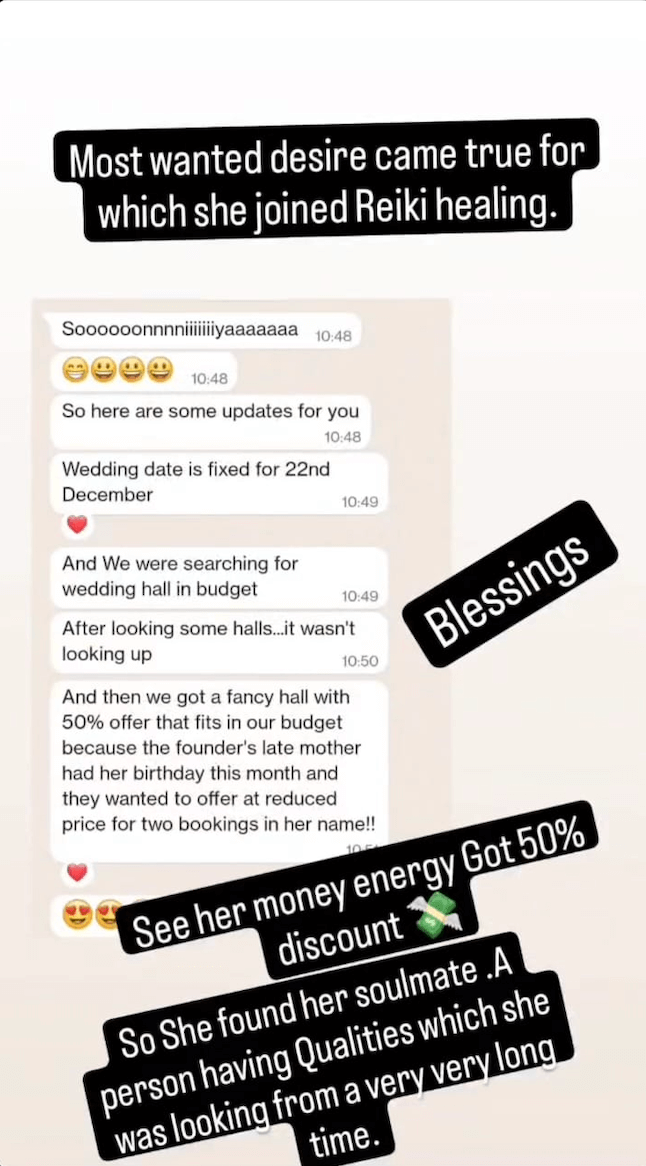 Most wanted desire came true for
which she joined Reiki healing.
Soooooonnnniiiiiiiyaaaaaaa 10:48
😁😃😃😃 10:48
So here are some updates for you
10:48
Wedding date is fixed for 22nd
December 10:49
❤️
And We were searching for
wedding hall in budget 10:49
After looking some halls...it wasn't
looking up 10:50
Blessings
And then we got a fancy hall with
50% offer that fits in our budget
because the founder's late mother
had her birthday this month and
they wanted to offer at reduced
price for two bookings in her name!!
❤️
😍😍
See her money energy Got 50%
discount 💸
So She found her soulmate .A
person having Qualities which she
was looking from a very very long
time.